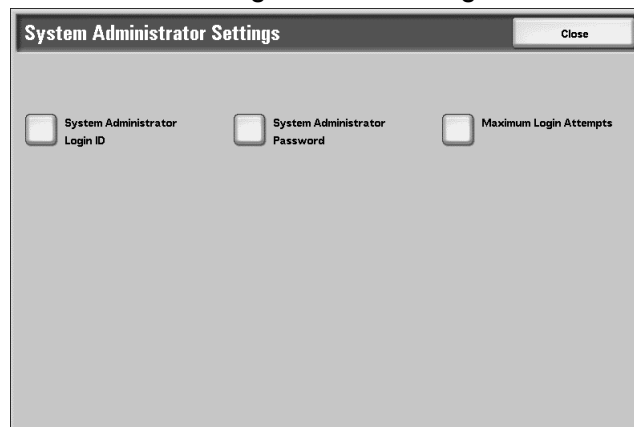 System Administrator Settings
Close
System Administrator
Login ID
System Administrator
Password
Maximum Login Attempts